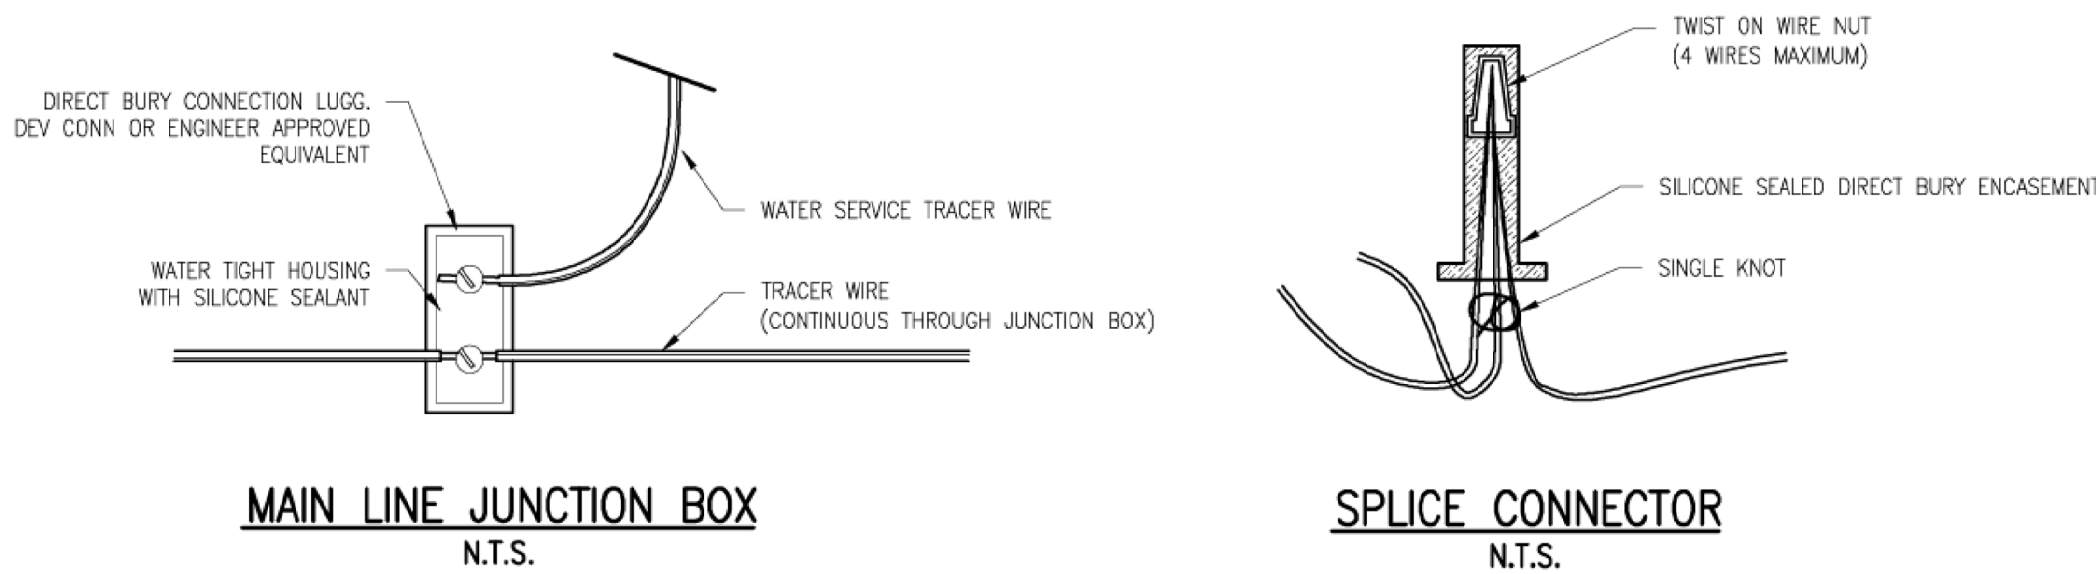 DIRECT BURY CONNECTION LUGG.
DEV CONN OR ENGINEER APPROVED
EQUIVALENT
WATER SERVICE TRACER WIRE
WATER TIGHT HOUSING
WITH SILICONE SEALANT
TRACER WIRE
(CONTINUOUS THROUGH JUNCTION BOX)
MAIN LINE JUNCTION BOX
N.T.S.
TWIST ON WIRE NUT
(4 WIRES MAXIMUM)
SILICONE SEALED DIRECT BURY ENCASEMENT
SINGLE KNOT
SPLICE CONNECTOR
N.T.S.